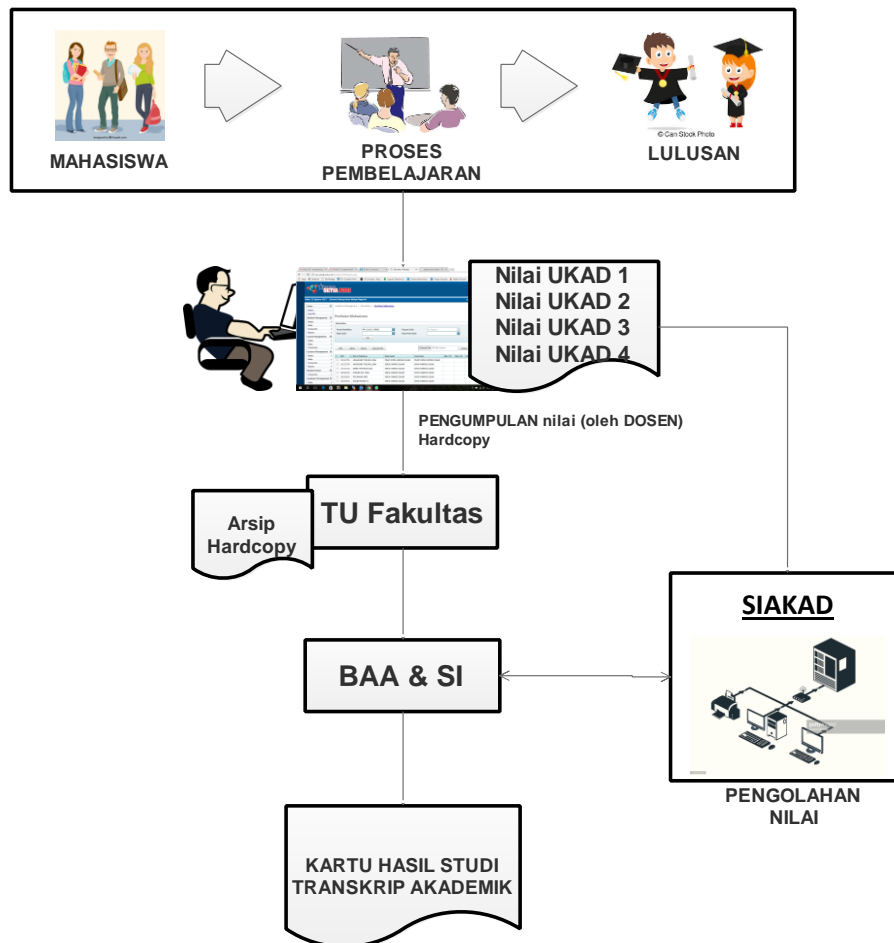 © Can Stock Photo
MAHASISWA
PROSES
PEMBELAJARAN
LULUSAN
Nilai UKAD 1
Nilai UKAD 2
Nilai UKAD 3
Nilai UKAD 4
PENGUMPULAN nilai (oleh DOSEN)
Hardcopy
TU Fakultas
Arsip
Hardcopy
SIAKAD
BAA & SI
PENGOLAHAN
NILAI
KARTU HASIL STUDI
TRANSKRIP AKADEMIK